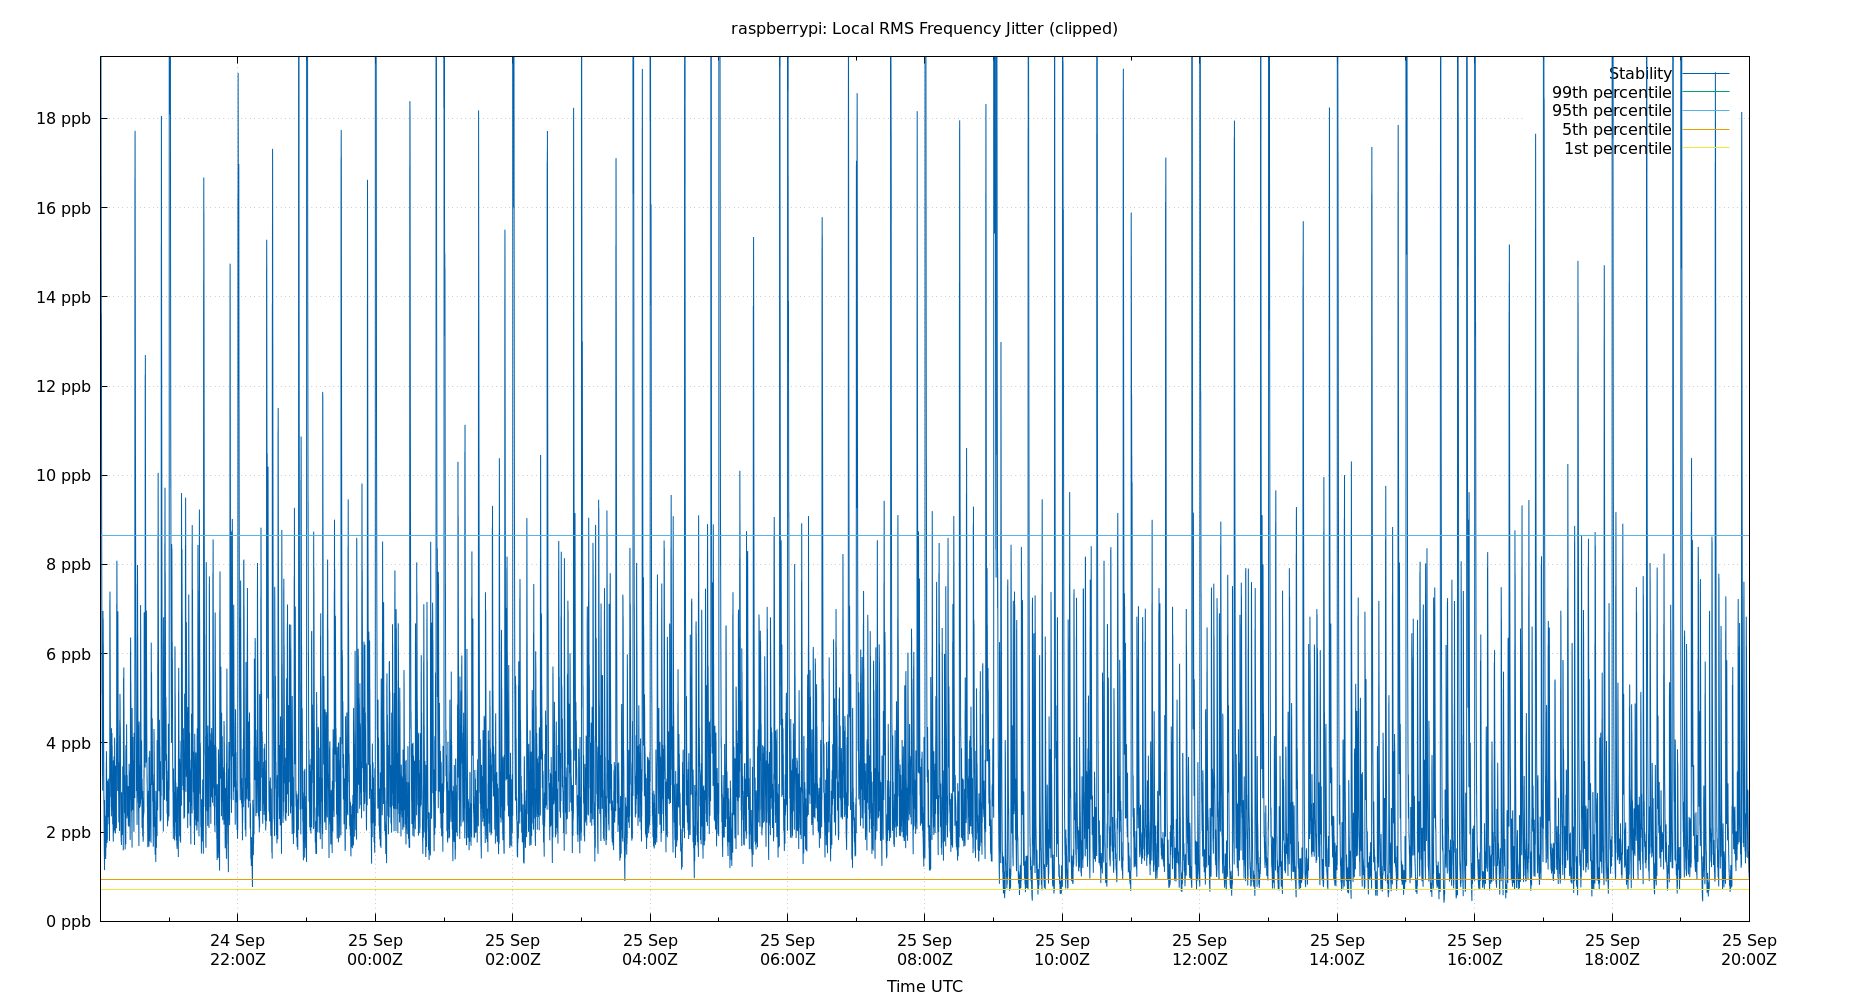 raspberrypi: Local RMS Frequency Jitter (clipped)
Stability
99th percentile
95th percentile
5th percentile
1st percentile
18 ppb
16 ppb
14 ppb
12 ppb
10 ppb
8 ppb
6 ppb
4 ppb
2 ppb
0 ppb
24 Sep 25 Sep 25 Sep 25 Sep 25 Sep 25 Sep 25 Sep 25 Sep 25 Sep 25 Sep 25 Sep 25 Sep
22:00Z 00:00Z 02:00Z 04:00Z 06:00Z 08:00Z 10:00Z 12:00Z 14:00Z 16:00Z 18:00Z 20:00Z
Time UTC